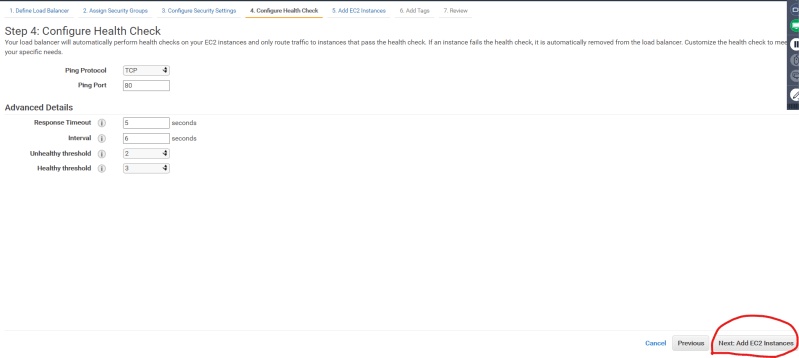 1. Define Load Balancer 2. Assign Security Groups 3. Configure Security Settings 4. Configure Health Check 5. Add EC2 Instances 6. Add Tags 7. Review
Step 4: Configure Health Check
Your load balancer will automatically perform health checks on your EC2 instances and only route traffic to instances that pass the health check. If an instance fails the health check, it is automatically removed from the load balancer. Customize the health check to meet
your specific needs.
Ping Protocol TCP
Ping Port 80
Advanced Details
Response Timeout i 5 seconds
Interval i 6 seconds
Unhealthy threshold i 2
Healthy threshold i 3
Cancel Previous Next: Add EC2 Instances